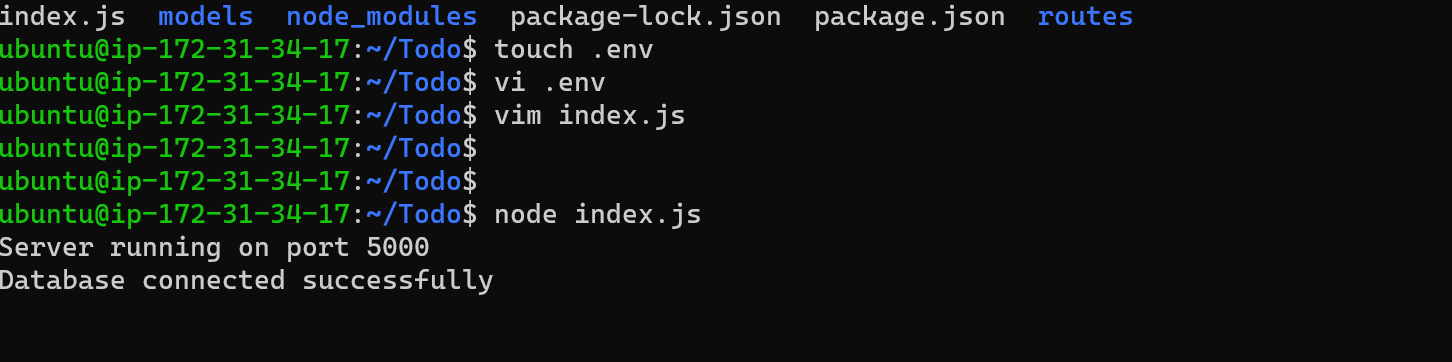 index.js  models  node_modules  package-lock.json  package.json  routes
ubuntu@ip-172-31-34-17:~/Todo$ touch .env
ubuntu@ip-172-31-34-17:~/Todo$ vi .env
ubuntu@ip-172-31-34-17:~/Todo$ vim index.js
ubuntu@ip-172-31-34-17:~/Todo$
ubuntu@ip-172-31-34-17:~/Todo$
ubuntu@ip-172-31-34-17:~/Todo$ node index.js
Server running on port 5000
Database connected successfully